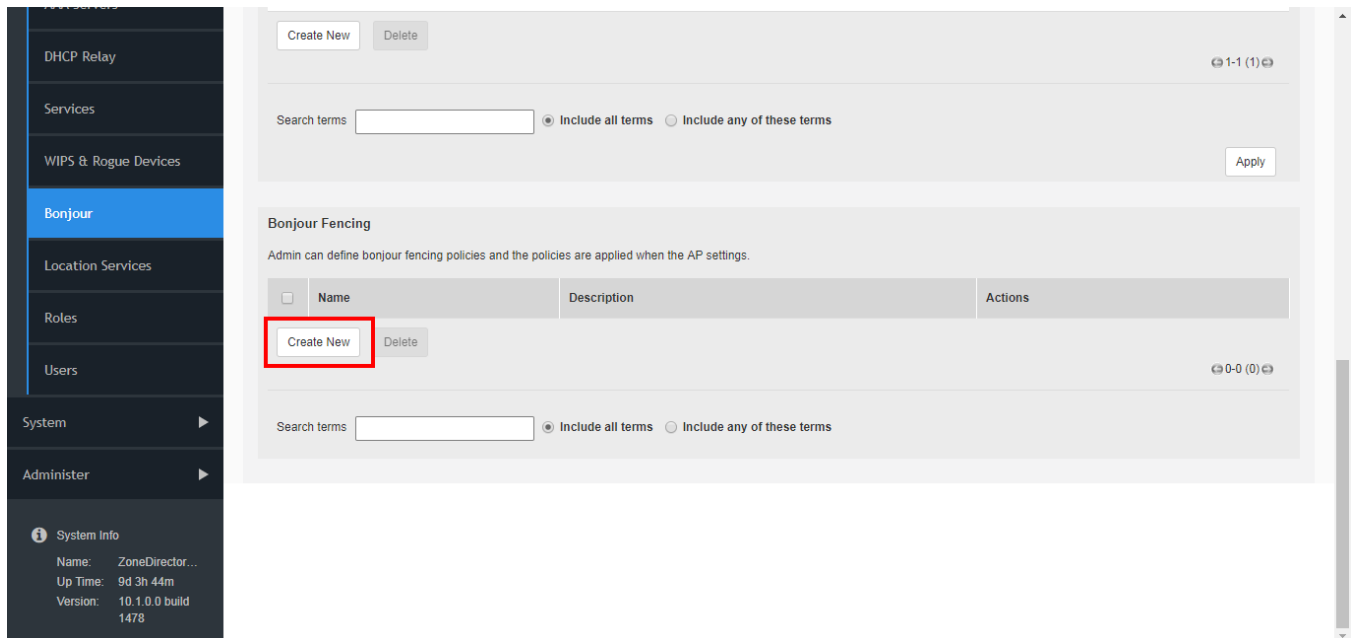 DHCP Relay
Services
WIPS & Rogue Devices
Bonjour
Location Services
Roles
Users
System
Administer
System Info
Name: ZoneDirector...
Up Time: 9d 3h 44m
Version: 10.1.0.0 build
1478
Create New Delete
1-1 (1)
Search terms Include all terms Include any of these terms
Apply
Bonjour Fencing
Admin can define bonjour fencing policies and the policies are applied when the AP settings.
Name Description Actions
Create New Delete
0-0 (0)
Search terms Include all terms Include any of these terms